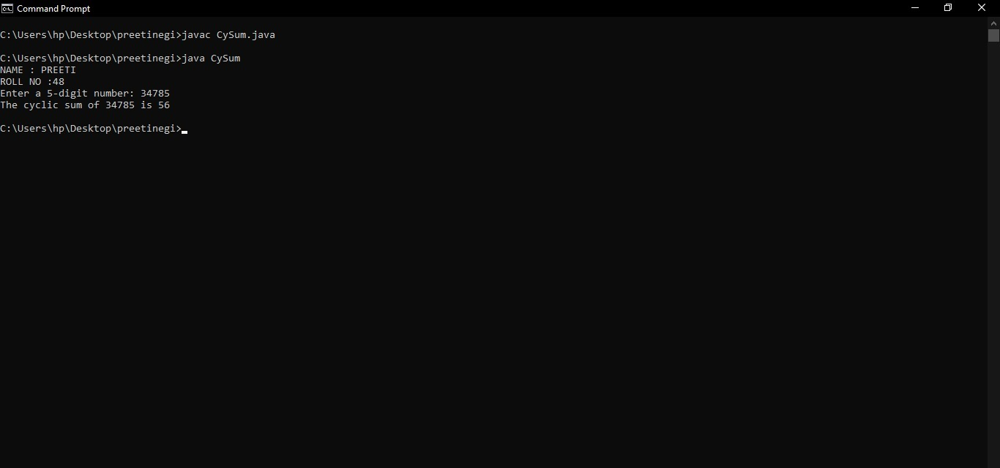 Command Prompt
C:\Users\hp\Desktop\preetinegi>javac CySum.java
C:\Users\hp\Desktop\preetinegi>java CySum
NAME : PREETI
ROLL NO :48
Enter a 5-digit number: 34785
The cyclic sum of 34785 is 56
C:\Users\hp\Desktop\preetinegi>